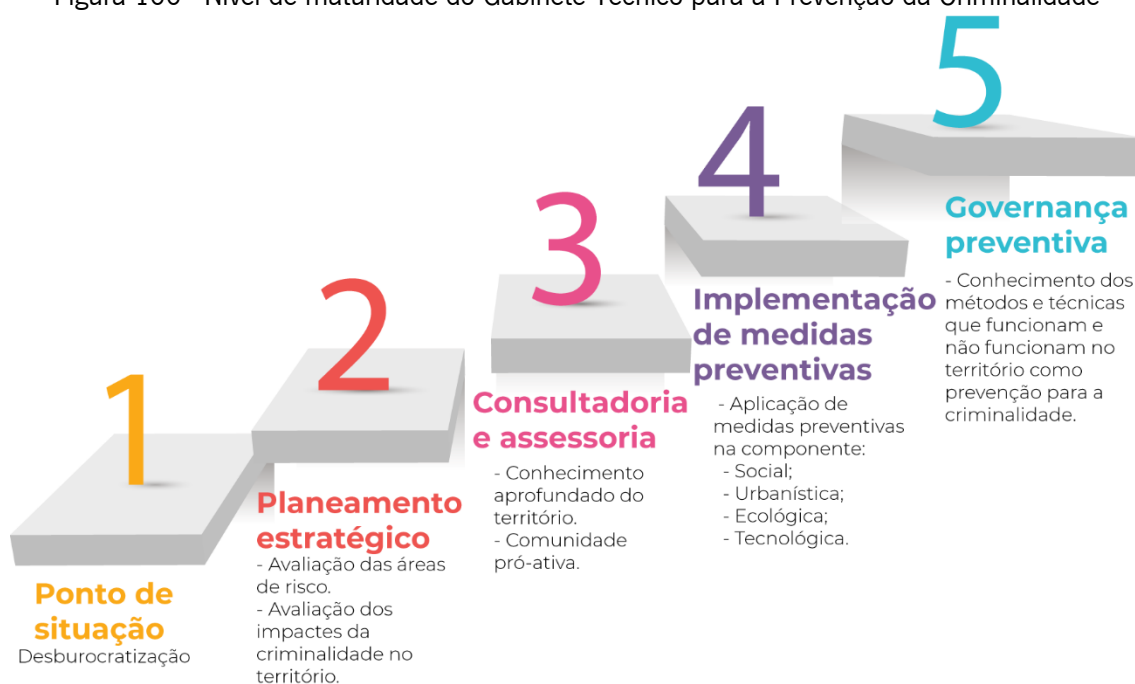 Figura 100 - Nível de maturidade do Gabinete Técnico para a Prevenção da Criminalidade
1
Ponto de
situação
Desburocratização
2
Planeamento
estratégico
- Avaliação das áreas
de risco.
- Avaliação dos
impactes da
criminalidade no
território.
3
Consultadoria
e assessoria
- Conhecimento
aprofundado do
território.
- Comunidade
pró-ativa.
4
Implementação
de medidas
preventivas
- Aplicação de
medidas preventivas
na componente:
- Social;
- Urbanística;
- Ecológica;
- Tecnológica.
5
Governança
preventiva
- Conhecimento dos
métodos e técnicas
que funcionam e
não funcionam no
território como
prevenção para a
criminalidade.